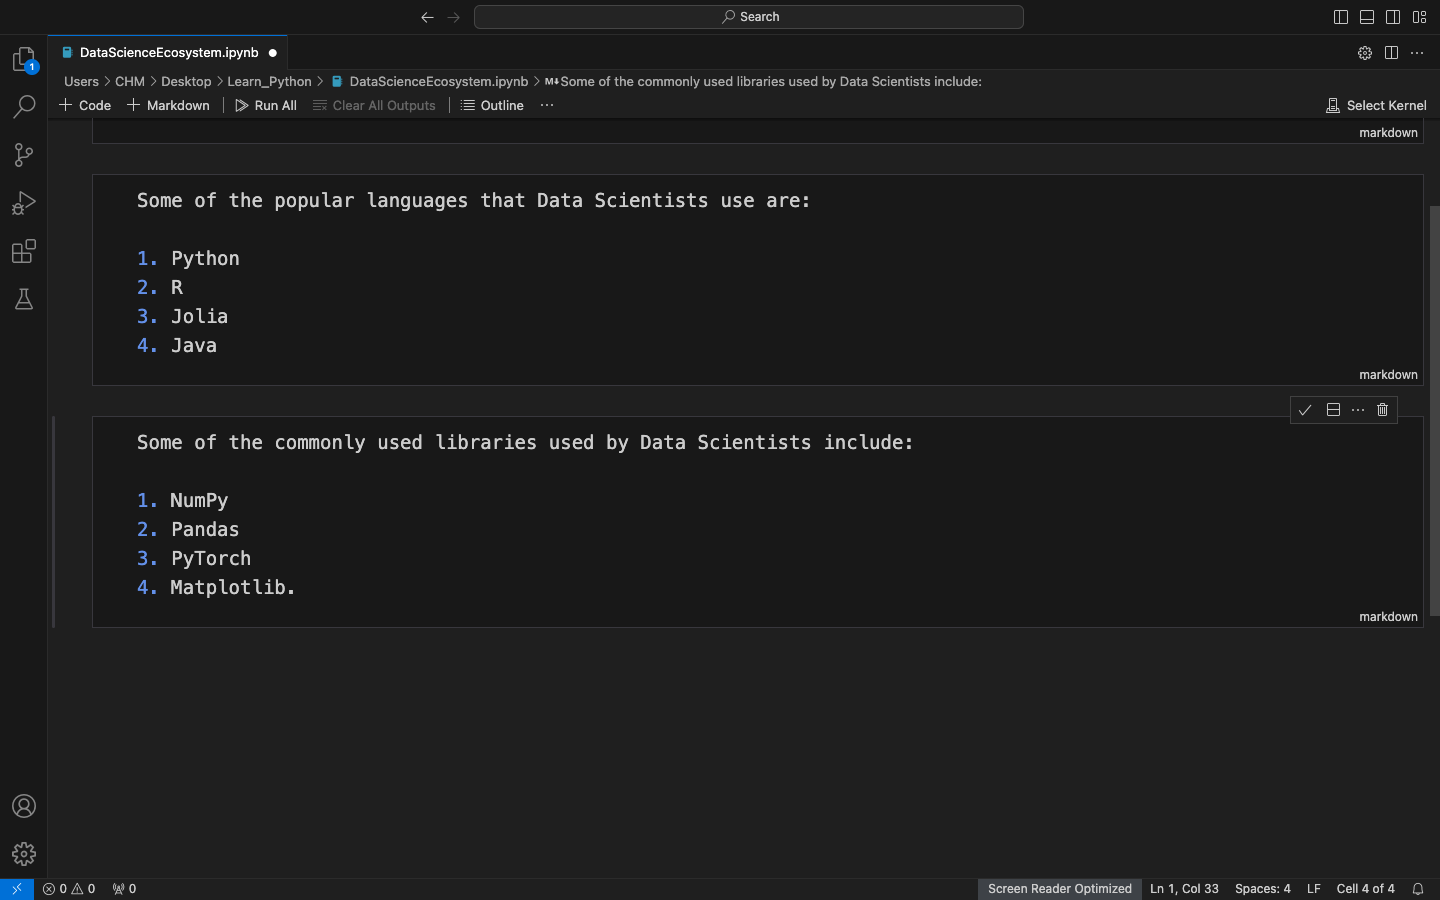 Search
1
DataScienceEcosystem.ipynb
Users > CHM > Desktop > Learn_Python > DataScienceEcosystem.ipynb > M↓Some of the commonly used libraries used by Data Scientists include:
+ Code + Markdown Run All Clear All Outputs Outline ... Select Kernel
markdown
Some of the popular languages that Data Scientists use are:
1. Python
2. R
3. Jolia
4. Java
markdown
Some of the commonly used libraries used by Data Scientists include:
1. NumPy
2. Pandas
3. PyTorch
4. Matplotlib.
markdown
0 0 0 Screen Reader Optimized Ln 1, Col 33 Spaces: 4 LF Cell 4 of 4